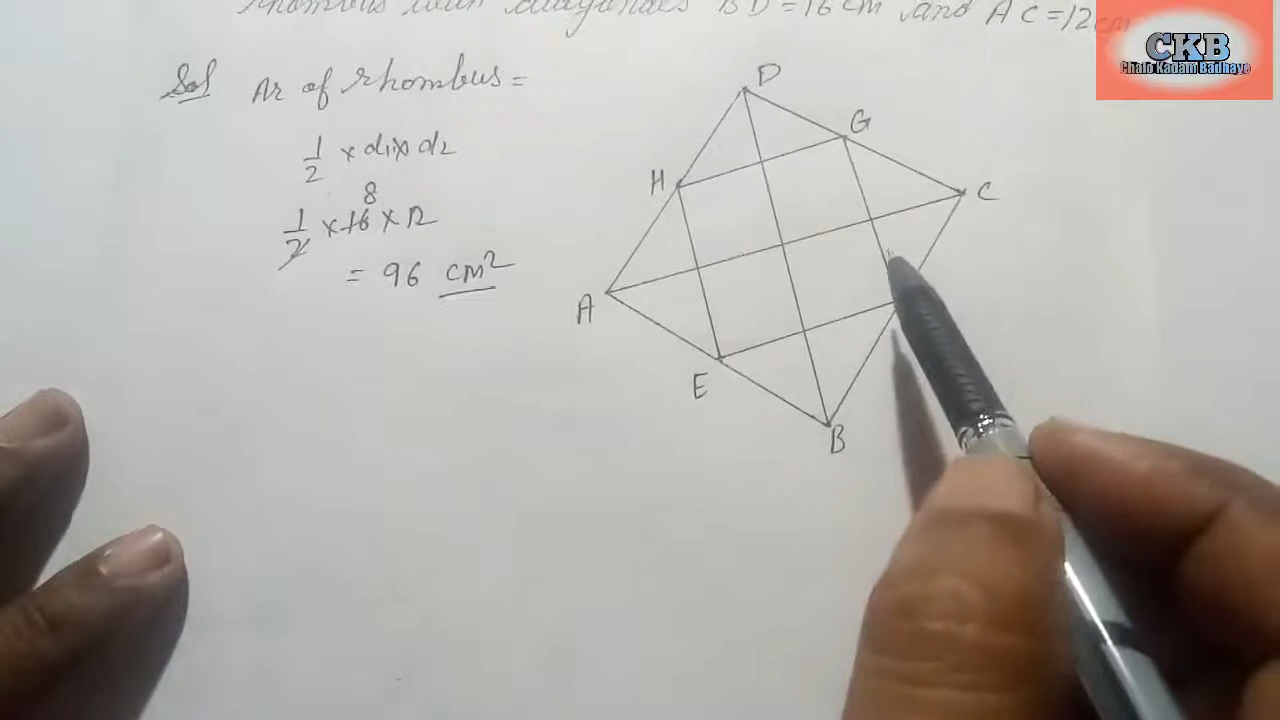 rhombus with diagonals BD = 16 cm and AC = 12 cm
CKB
Chalo Kadam Badhaye
Sol Ar of rhombus =
1/2 × d1 × d2
8
1/2 × 16 × 12
= 96 cm²
D
G
H
C
A
E
B